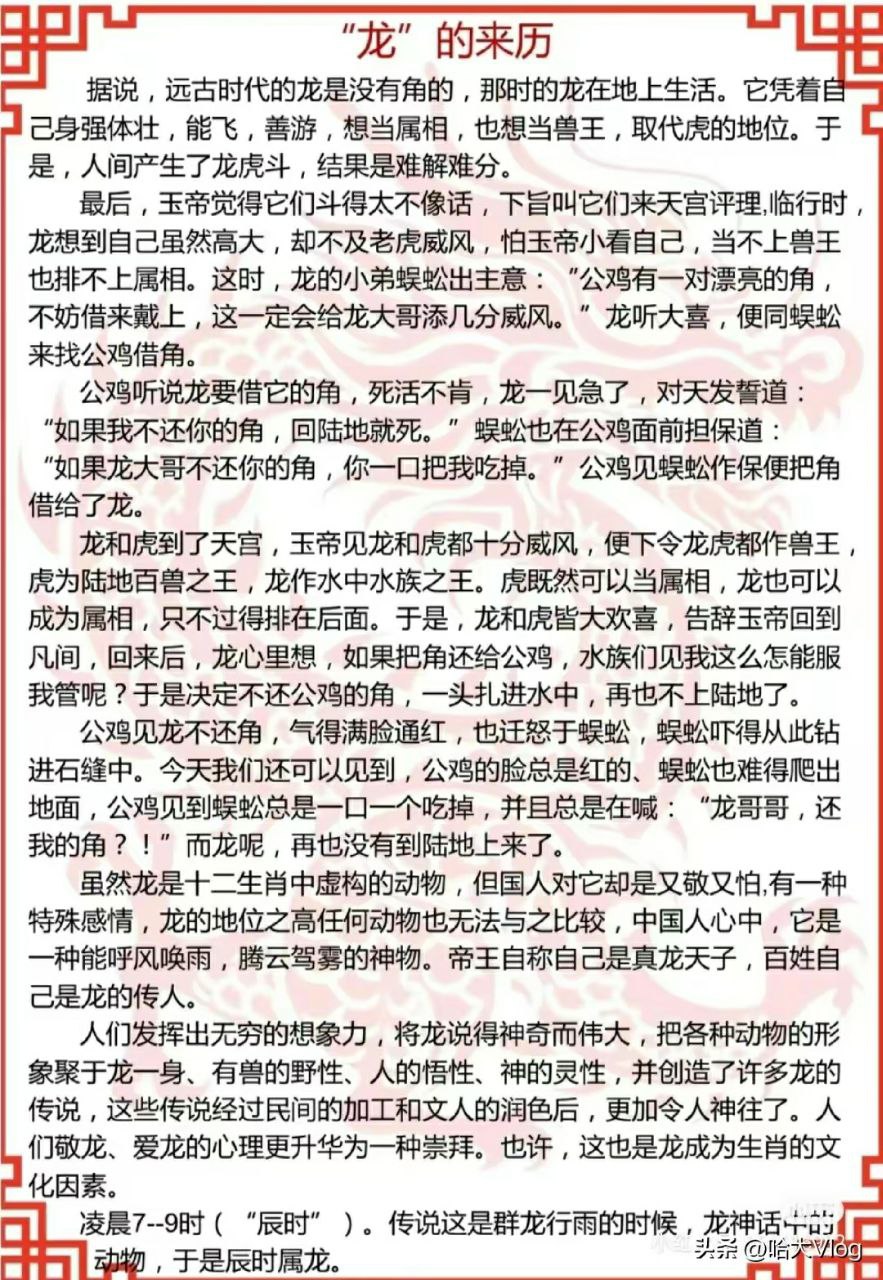 “龙”的来历
据说，远古时代的龙是没有角的，那时的龙在地上生活。它凭着自
己身强体壮，能飞，善游，想当属相，也想当兽王，取代虎的地位。于
是，人间产生了龙虎斗，结果是难解难分。
最后，玉帝觉得它们斗得太不像话，下旨叫它们来天宫评理,临行时，
龙想到自己虽然高大，却不及老虎威风，怕玉帝小看自己，当不上兽王
也排不上属相。这时，龙的小弟蜈蚣出主意：“公鸡有一对漂亮的角，
不妨借来戴上，这一定会给龙大哥添几分威风。”龙听大喜，便同蜈蚣
来找公鸡借角。
公鸡听说龙要借它的角，死活不肯，龙一见急了，对天发誓道：
“如果我不还你的角，回陆地就死。”蜈蚣也在公鸡面前担保道：
“如果龙大哥不还你的角，你一口把我吃掉。”公鸡见蜈蚣作保便把角
借给了龙。
龙和虎到了天宫，玉帝见龙和虎都十分威风，便下令龙虎都作兽王，
虎为陆地百兽之王，龙作水中水族之王。虎既然可以当属相，龙也可以
成为属相，只不过得排在后面。于是，龙和虎皆大欢喜，告辞玉帝回到
凡间，回来后，龙心里想，如果把角还给公鸡，水族们见我这么怎能服
我管呢？于是决定不还公鸡的角，一头扎进水中，再也不上陆地了。
公鸡见龙不还角，气得满脸通红，也迁怒于蜈蚣，蜈蚣吓得从此钻
进石缝中。今天我们还可以见到，公鸡的脸总是红的、蜈蚣也难得爬出
地面，公鸡见到蜈蚣总是一口一个吃掉，并且总是在喊：“龙哥哥，还
我的角？！”而龙呢，再也没有到陆地上来了。
虽然龙是十二生肖中虚构的动物，但国人对它却是又敬又怕,有一种
特殊感情，龙的地位之高任何动物也无法与之比较，中国人心中，它是
一种能呼风唤雨，腾云驾雾的神物。帝王自称自己是真龙天子，百姓自
己是龙的传人。
人们发挥出无穷的想象力，将龙说得神奇而伟大，把各种动物的形
象聚于龙一身、有兽的野性、人的悟性、神的灵性，并创造了许多龙的
传说，这些传说经过民间的加工和文人的润色后，更加令人神往了。人
们敬龙、爱龙的心理更升华为一种崇拜。也许，这也是龙成为生肖的文
化因素。
凌晨7--9时（“辰时”）。传说这是群龙行雨的时候，龙神话中的
动物，于是辰时属龙。
头条 @哈大Vlog